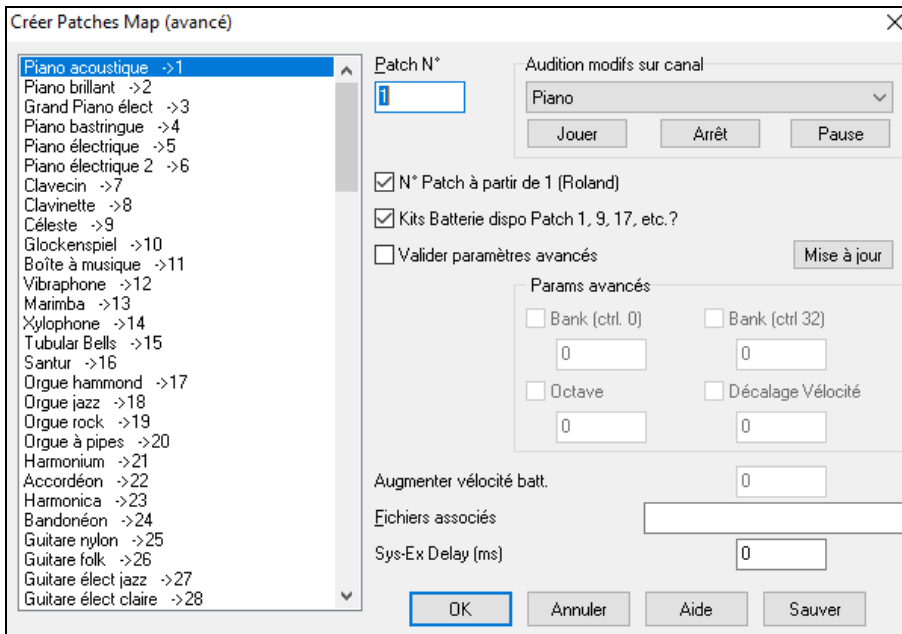 Créer Patches Map (avancé)
Piano acoustique ->1
Piano brillant ->2
Grand Piano élect ->3
Piano bastringue ->4
Piano électrique ->5
Piano électrique 2 ->6
Clavecin ->7
Clavinette ->8
Céleste ->9
Glockenspiel ->10
Boîte à musique ->11
Vibraphone ->12
Marimba ->13
Xylophone ->14
Tubular Bells ->15
Santur ->16
Orgue hammond ->17
Orgue jazz ->18
Orgue rock ->19
Orgue à pipes ->20
Harmonium ->21
Accordéon ->22
Harmonica ->23
Bandonéon ->24
Guitare nylon ->25
Guitare folk ->26
Guitare élect jazz ->27
Guitare élect claire ->28
Patch N°
1
Audition modifs sur canal
Piano
Jouer Arrêt Pause
N° Patch à partir de 1 (Roland)
Kits Batterie dispo Patch 1, 9, 17, etc.?
Valider paramètres avancés
Mise à jour
Params avancés
Bank (ctrl. 0) Bank (ctrl 32)
0 0
Octave Décalage Vélocité
0 0
Augmenter vélocité batt. 0
Fichiers associés
Sys-Ex Delay (ms) 0
OK Annuler Aide Sauver